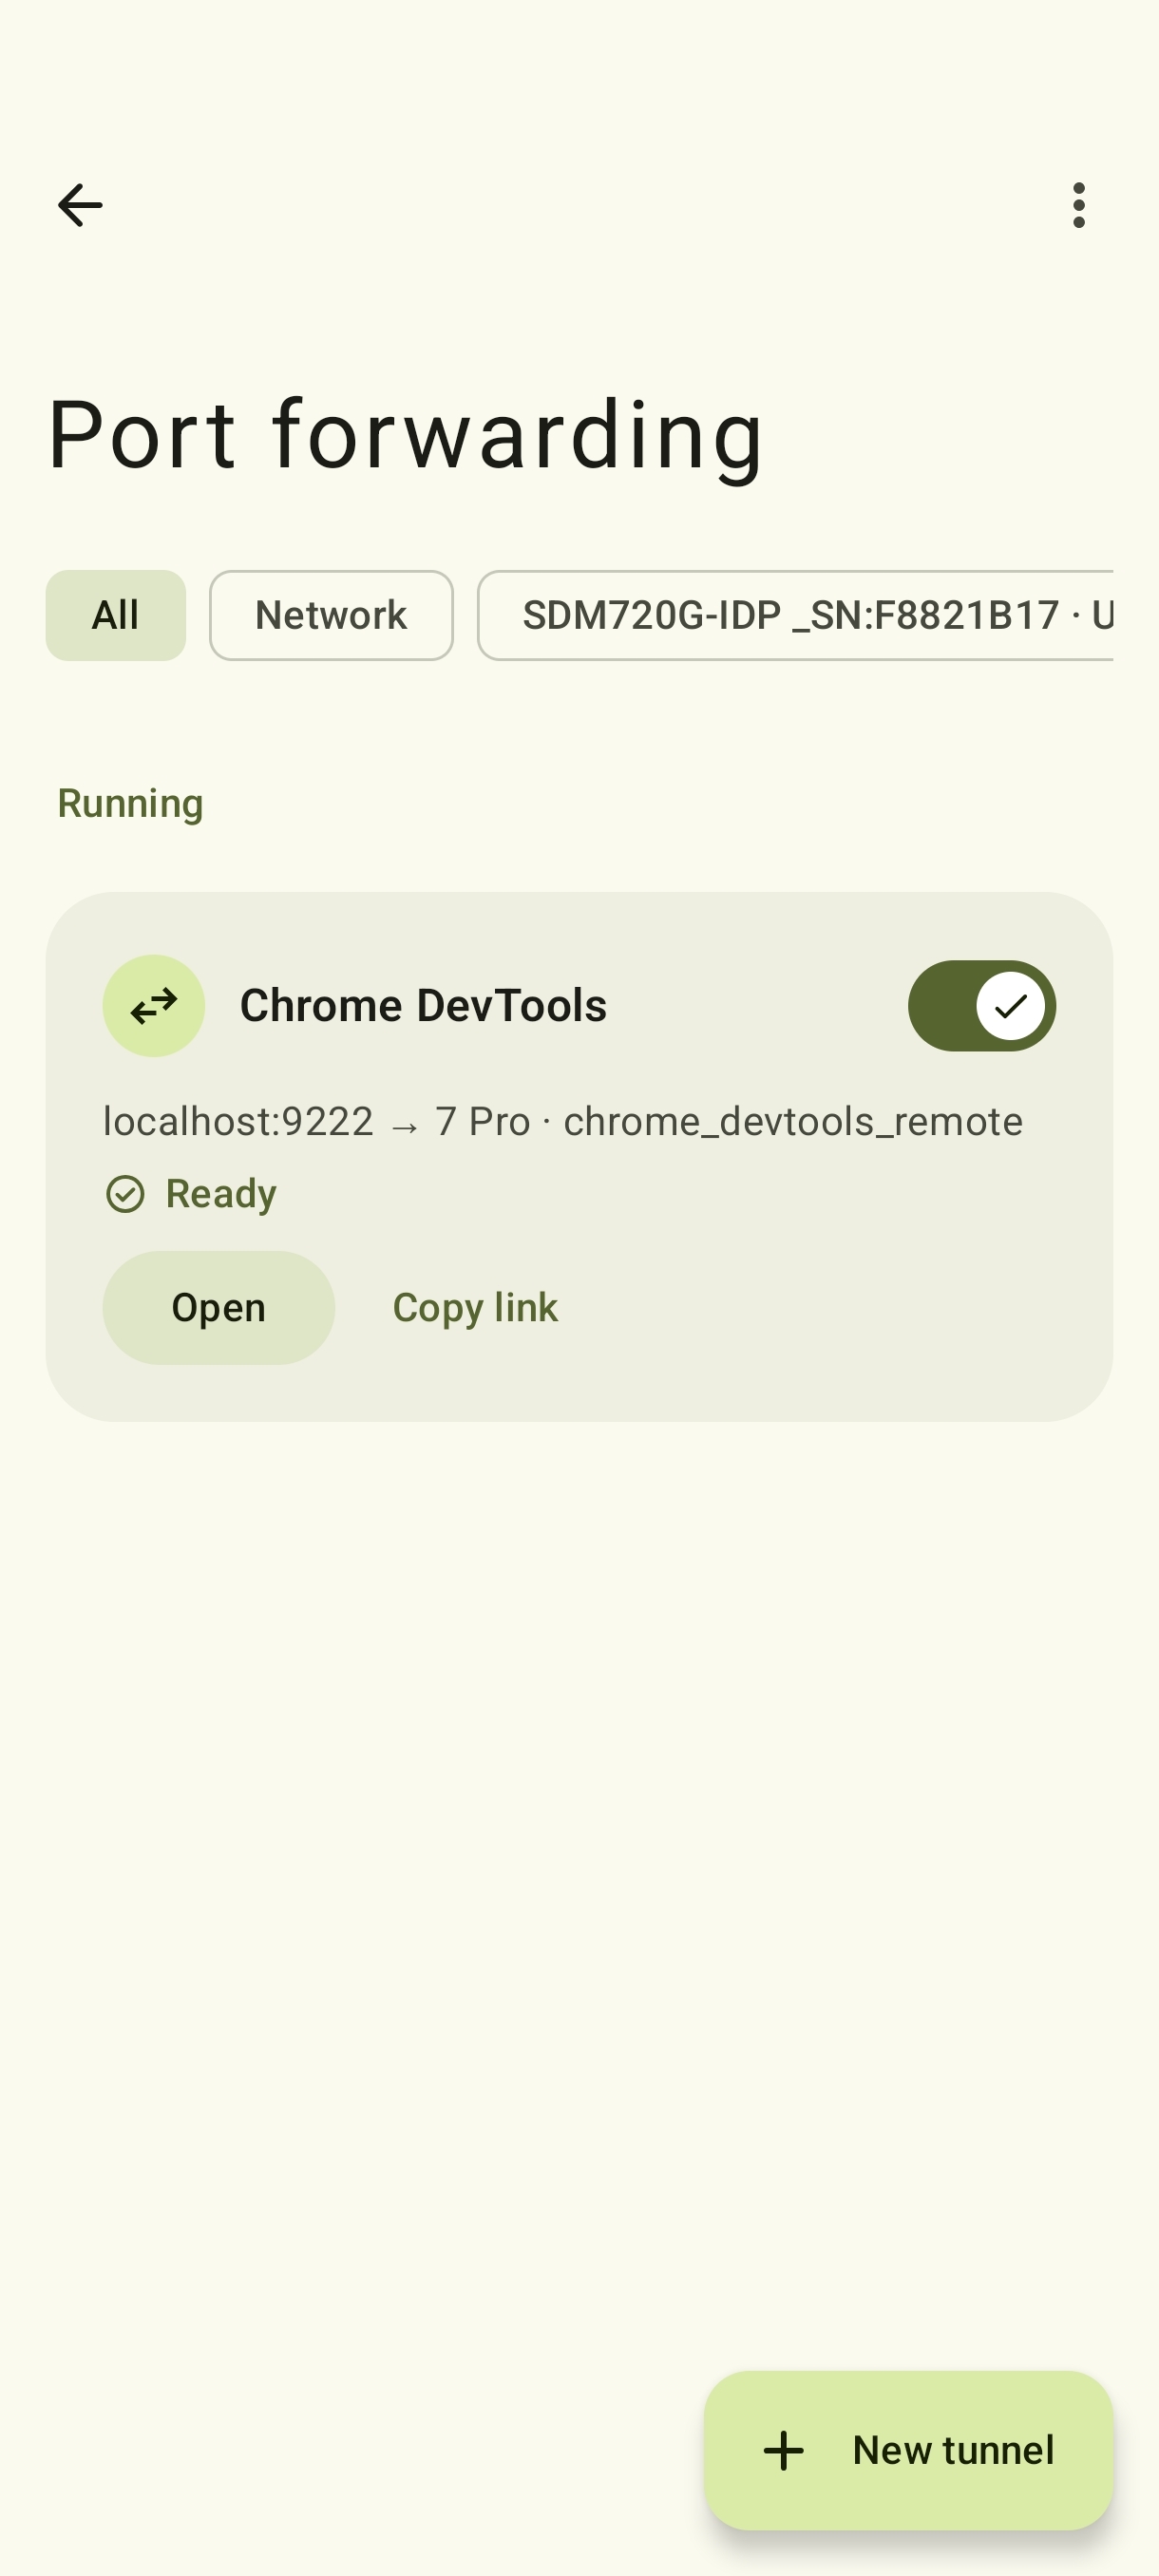 Port forwarding
All
Network
SDM720G-IDP _SN:F8821B17 · U
Running
Chrome DevTools
localhost:9222 → 7 Pro · chrome_devtools_remote
Ready
Open
Copy link
New tunnel